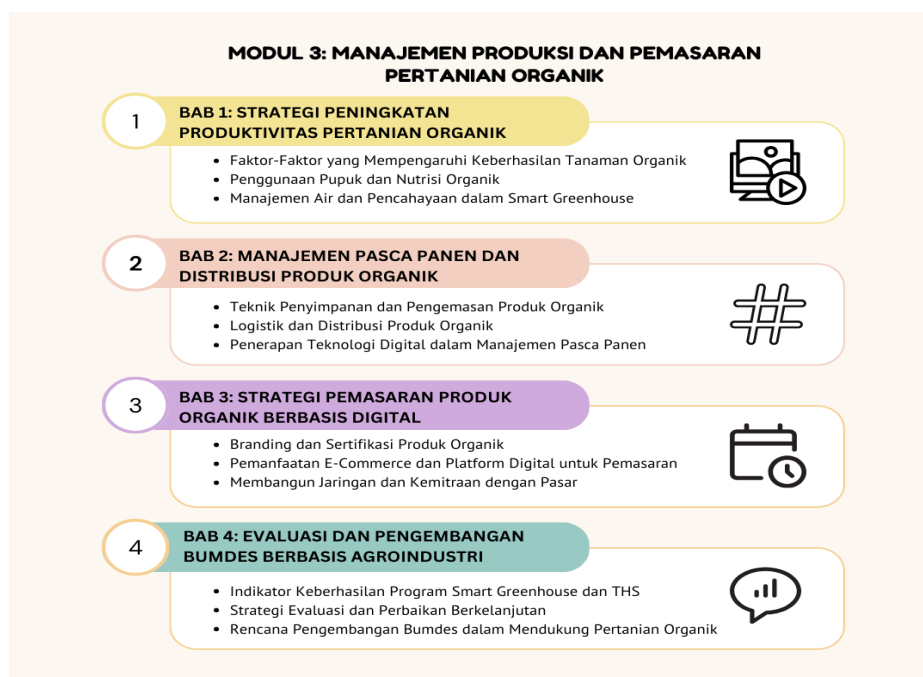 MODUL 3: MANAJEMEN PRODUKSI DAN PEMASARAN
PERTANIAN ORGANIK
1
BAB 1: STRATEGI PENINGKATAN
PRODUKTIVITAS PERTANIAN ORGANIK
• Faktor-Faktor yang Mempengaruhi Keberhasilan Tanaman Organik
• Penggunaan Pupuk dan Nutrisi Organik
• Manajemen Air dan Pencahayaan dalam Smart Greenhouse
2
BAB 2: MANAJEMEN PASCA PANEN DAN
DISTRIBUSI PRODUK ORGANIK
• Teknik Penyimpanan dan Pengemasan Produk Organik
• Logistik dan Distribusi Produk Organik
• Penerapan Teknologi Digital dalam Manajemen Pasca Panen
3
BAB 3: STRATEGI PEMASARAN PRODUK
ORGANIK BERBASIS DIGITAL
• Branding dan Sertifikasi Produk Organik
• Pemanfaatan E-Commerce dan Platform Digital untuk Pemasaran
• Membangun Jaringan dan Kemitraan dengan Pasar
4
BAB 4: EVALUASI DAN PENGEMBANGAN
BUMDES BERBASIS AGROINDUSTRI
• Indikator Keberhasilan Program Smart Greenhouse dan THS
• Strategi Evaluasi dan Perbaikan Berkelanjutan
• Rencana Pengembangan Bumdes dalam Mendukung Pertanian Organik